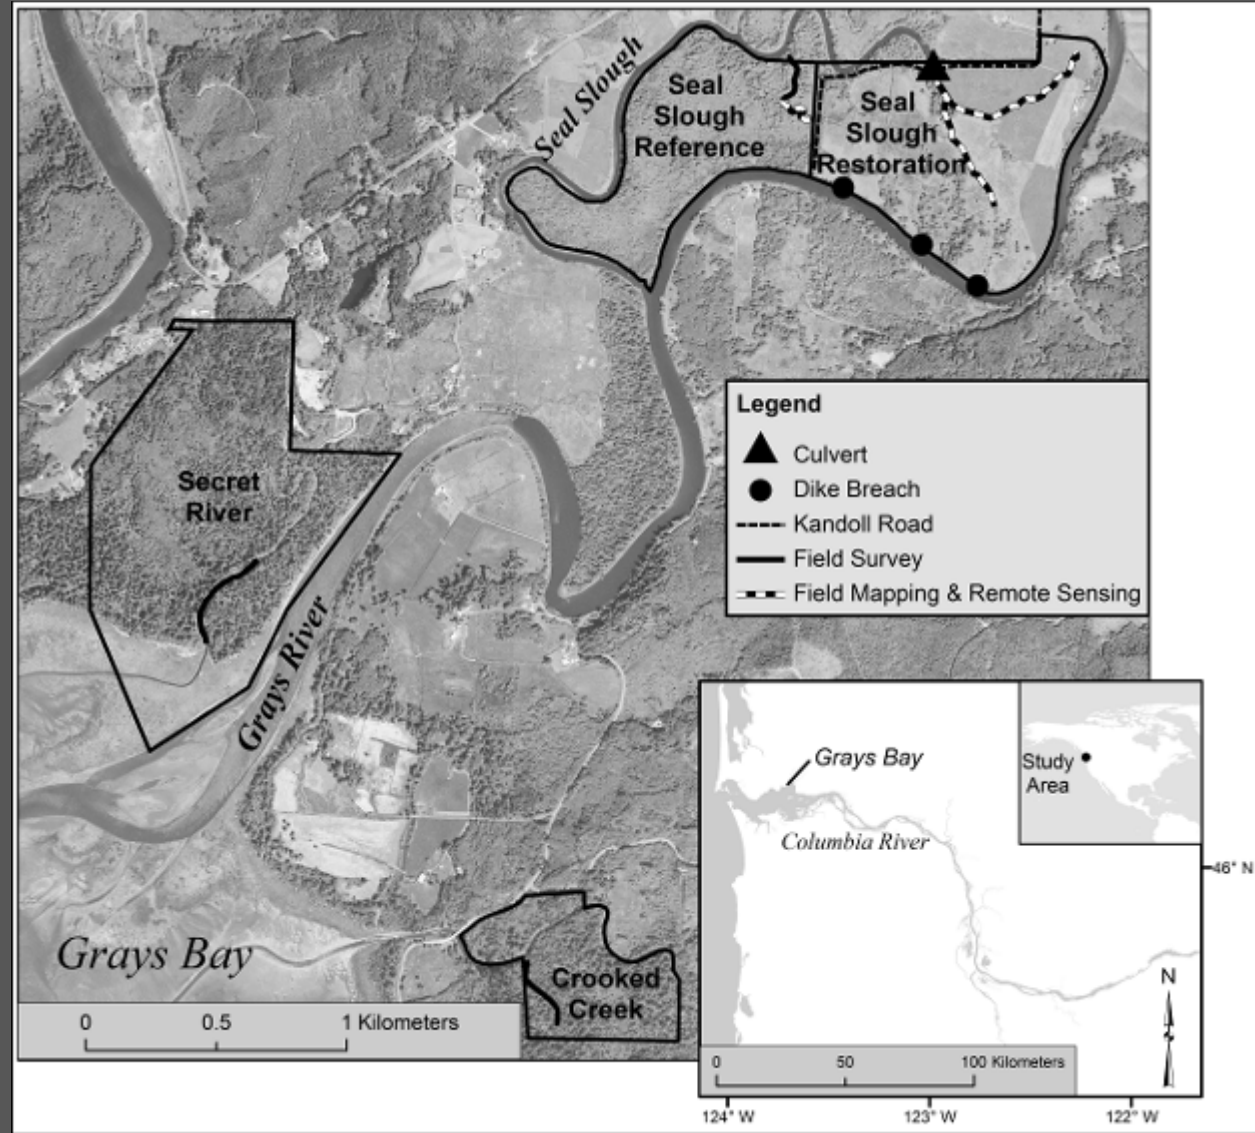 Seal Slough
Seal
Slough
Reference
Seal
Slough
Restoration
Legend
Culvert
Dike Breach
Kandoll Road
Field Survey
Field Mapping & Remote Sensing
Secret
River
Grays River
Grays Bay
Crooked
Creek
0 0.5 1 Kilometers
Grays Bay
Columbia River
Study
Area
46° N
N
0 50 100 Kilometers
124° W 123° W 122° W